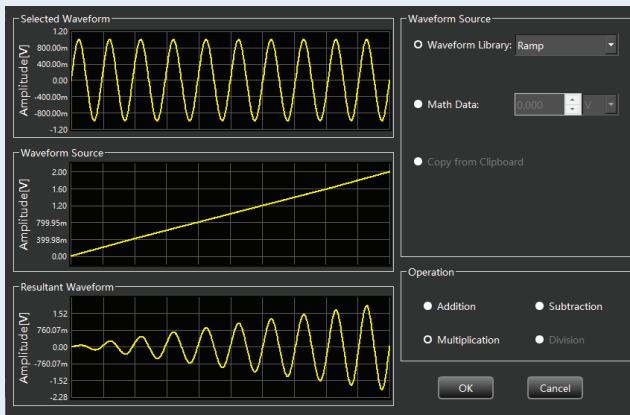 Selected Waveform
Amplitude[V]
1.20
800.00m
400.00m
0.00
-400.00m
-800.00m
-1.20
Waveform Source
Amplitude[V]
2.00
1.60
1.20
799.95m
399.98m
0.00
Resultant Waveform
Amplitude[V]
1.52
760.07m
0.00
-760.07m
-1.52
-2.28
Waveform Source
Waveform Library: Ramp
Math Data: 0.000 V
Copy from Clipboard
Operation
Addition Subtraction
Multiplication Division
OK Cancel